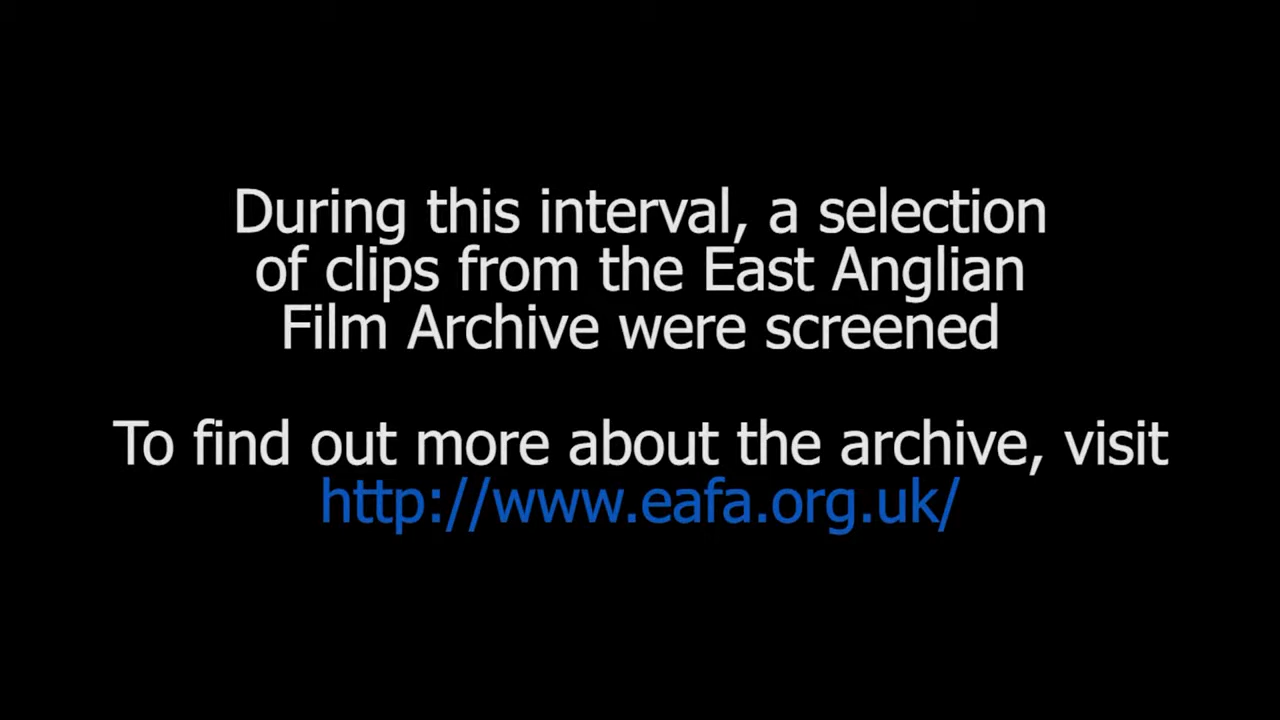 During this interval, a selection
of clips from the East Anglian
Film Archive were screened
To find out more about the archive, visit
http://www.eafa.org.uk/